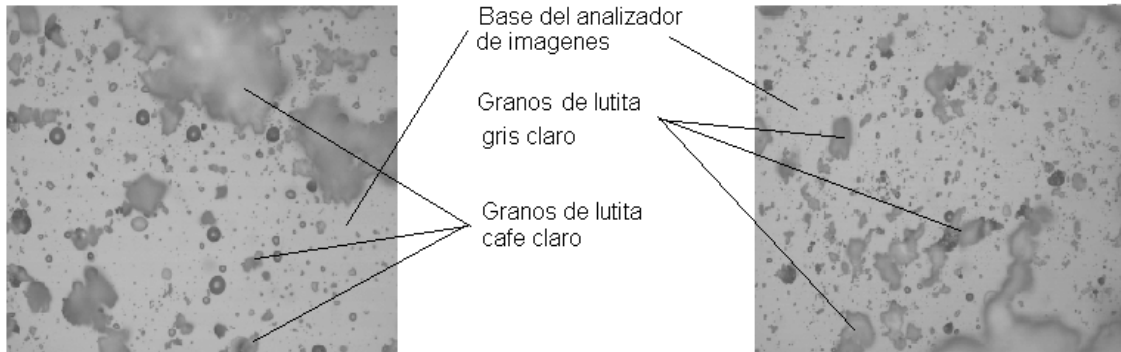 Base del analizador
de imagenes
Granos de lutita
gris claro
Granos de lutita
cafe claro